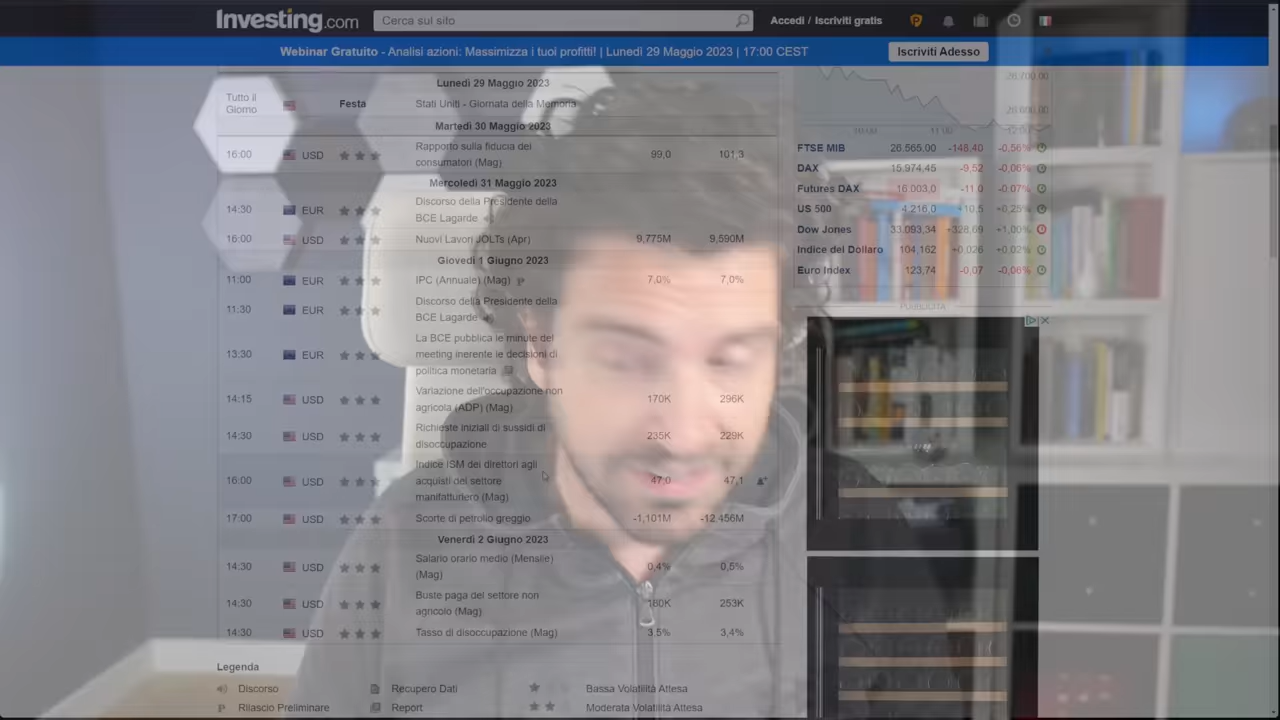 Investing.com
Cerca sul sito
Accedi / Iscriviti gratis
Webinar Gratuito - Analisi azioni: Massimizza i tuoi profitti! | Lunedì 29 Maggio 2023 | 17:00 CEST
Iscriviti Adesso
Lunedì 29 Maggio 2023
Tutto il
Giorno
Festa
Stati Uniti - Giornata della Memoria
Martedì 30 Maggio 2023
16:00 USD Rapporto sulla fiducia dei
consumatori (Mag) 99,0 101,3
Mercoledì 31 Maggio 2023
14:30 EUR Discorso della Presidente della
BCE Lagarde
16:00 USD Nuovi Lavori JOLTs (Apr) 9,775M 9,590M
Giovedì 1 Giugno 2023
11:00 EUR IPC (Annuale) (Mag) 7,0% 7,0%
11:30 EUR Discorso della Presidente della
BCE Lagarde
13:30 EUR La BCE pubblica le minute del
meeting inerente le decisioni di
politica monetaria
14:15 USD Variazione dell'occupazione non
agricola (ADP) (Mag) 170K 296K
14:30 USD Richieste iniziali di sussidi di
disoccupazione 235K 229K
16:00 USD Indice ISM dei direttori agli
acquisti del settore
manifatturiero (Mag) 47,0 47,1
17:00 USD Scorte di petrolio greggio -1,101M -12,456M
Venerdì 2 Giugno 2023
14:30 USD Salario orario medio (Mensile)
(Mag) 0,4% 0,5%
14:30 USD Buste paga del settore non
agricolo (Mag) 180K 253K
14:30 USD Tasso di disoccupazione (Mag) 3,5% 3,4%
Legenda
Discorso Recupero Dati Bassa Volatilità Attesa
Rilascio Preliminare Report Moderata Volatilità Attesa
26.700,00
26.600,00
11:00 12:00
FTSE MIB 26.565,00 -148,40 -0,56%
DAX 15.974,45 -9,52 -0,06%
Futures DAX 16.003,0 -11,0 -0,07%
US 500 4.216,0 +10,5 +0,25%
Dow Jones 33.093,34 +328,69 +1,00%
Indice del Dollaro 104,162 +0,026 +0,02%
Euro Index 123,74 -0,07 -0,06%
PUBBLICITÀ